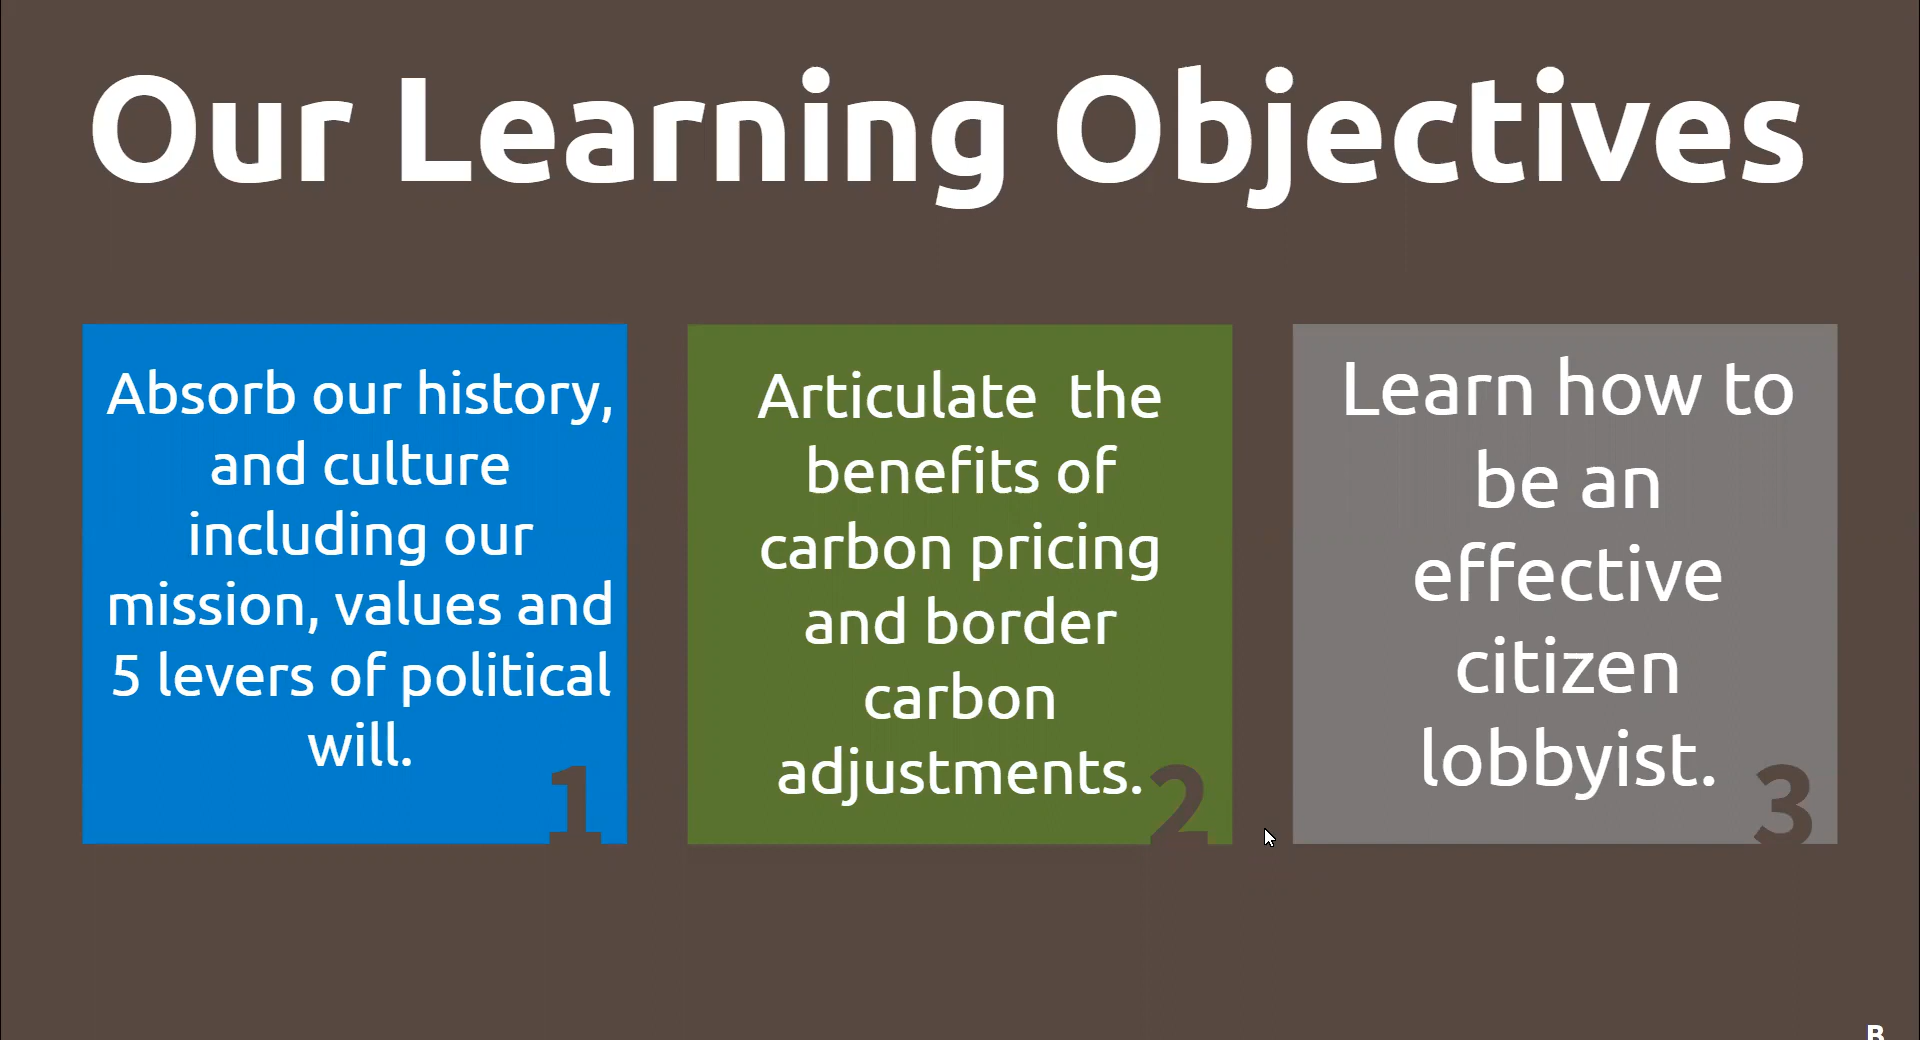 Our Learning Objectives
Absorb our history,
and culture
including our
mission, values and
5 levers of political
will.
1
Articulate  the
benefits of
carbon pricing
and border
carbon
adjustments.
2
Learn how to
be an
effective
citizen
lobbyist.
3
B